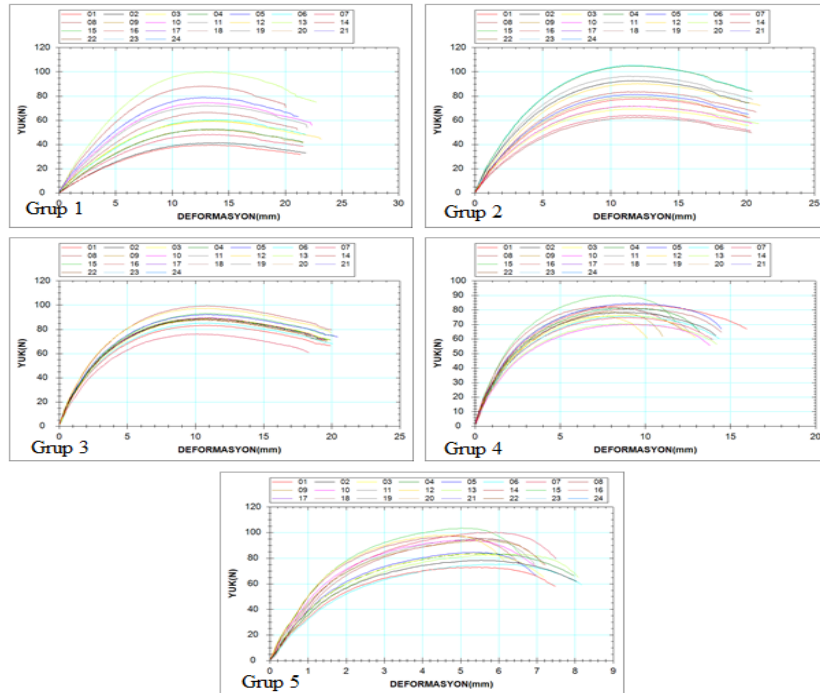 01 02 03 04 05 06 07
08 09 10 11 12 13 14
15 16 17 18 19 20 21
22 23 24
120
100
80
60
40
20
0
YUK(N)
0 5 10 15 20 25 30
DEFORMASYON(mm)
Grup 1
01 02 03 04 05 06 07
08 09 10 11 12 13 14
15 16 17 18 19 20 21
22 23 24
120
100
80
60
40
20
0
YUK(N)
0 5 10 15 20 25
DEFORMASYON(mm)
Grup 2
01 02 03 04 05 06 07
08 09 10 11 12 13 14
15 16 17 18 19 20 21
22 23 24
120
100
80
60
40
20
0
YUK(N)
0 5 10 15 20 25
DEFORMASYON(mm)
Grup 3
01 02 03 04 05 06 07
08 09 10 11 12 13 14
15 16 17 18 19 20 21
22 23 24
100
90
80
70
60
50
40
30
20
10
0
YUK(N)
0 5 10 15 20
DEFORMASYON(mm)
Grup 4
01 02 03 04 05 06 07 08
09 10 11 12 13 14 15 16
17 18 19 20 21 22 23 24
120
100
80
60
40
20
0
YUK(N)
0 1 2 3 4 5 6 7 8 9
DEFORMASYON(mm)
Grup 5